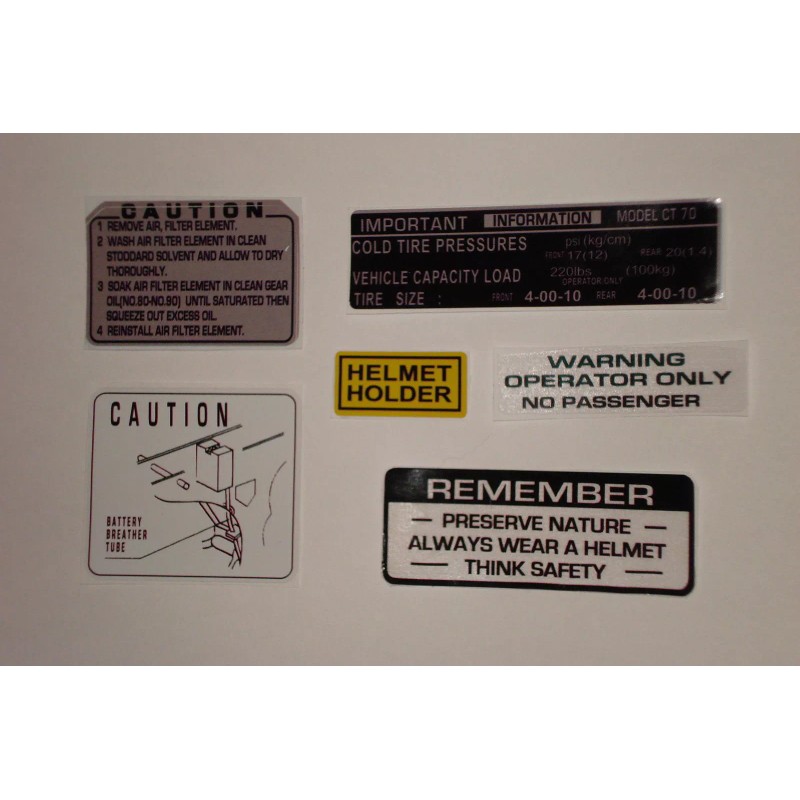 CAUTION
1 REMOVE AIR, FILTER ELEMENT.
2 WASH AIR FILTER ELEMENT IN CLEAN
STODDARD SOLVENT AND ALLOW TO DRY
THOROUGHLY.
3 SOAK AIR FILTER ELEMENT IN CLEAN GEAR
OIL(NO.80-NO.90) UNTIL SATURATED THEN
SQUEEZE OUT EXCESS OIL.
4 REINSTALL AIR FILTER ELEMENT.
IMPORTANT INFORMATION MODEL CT 70
COLD TIRE PRESSURES psi (kg/cm)
FRONT 17(12) REAR 20(1.4)
VEHICLE CAPACITY LOAD 220lbs (100kg)
OPERATOR ONLY
TIRE SIZE : FRONT 4-00-10 REAR 4-00-10
HELMET
HOLDER
WARNING
OPERATOR ONLY
NO PASSENGER
CAUTION
BATTERY
BREATHER
TUBE
REMEMBER
— PRESERVE NATURE —
ALWAYS WEAR A HELMET
— THINK SAFETY —